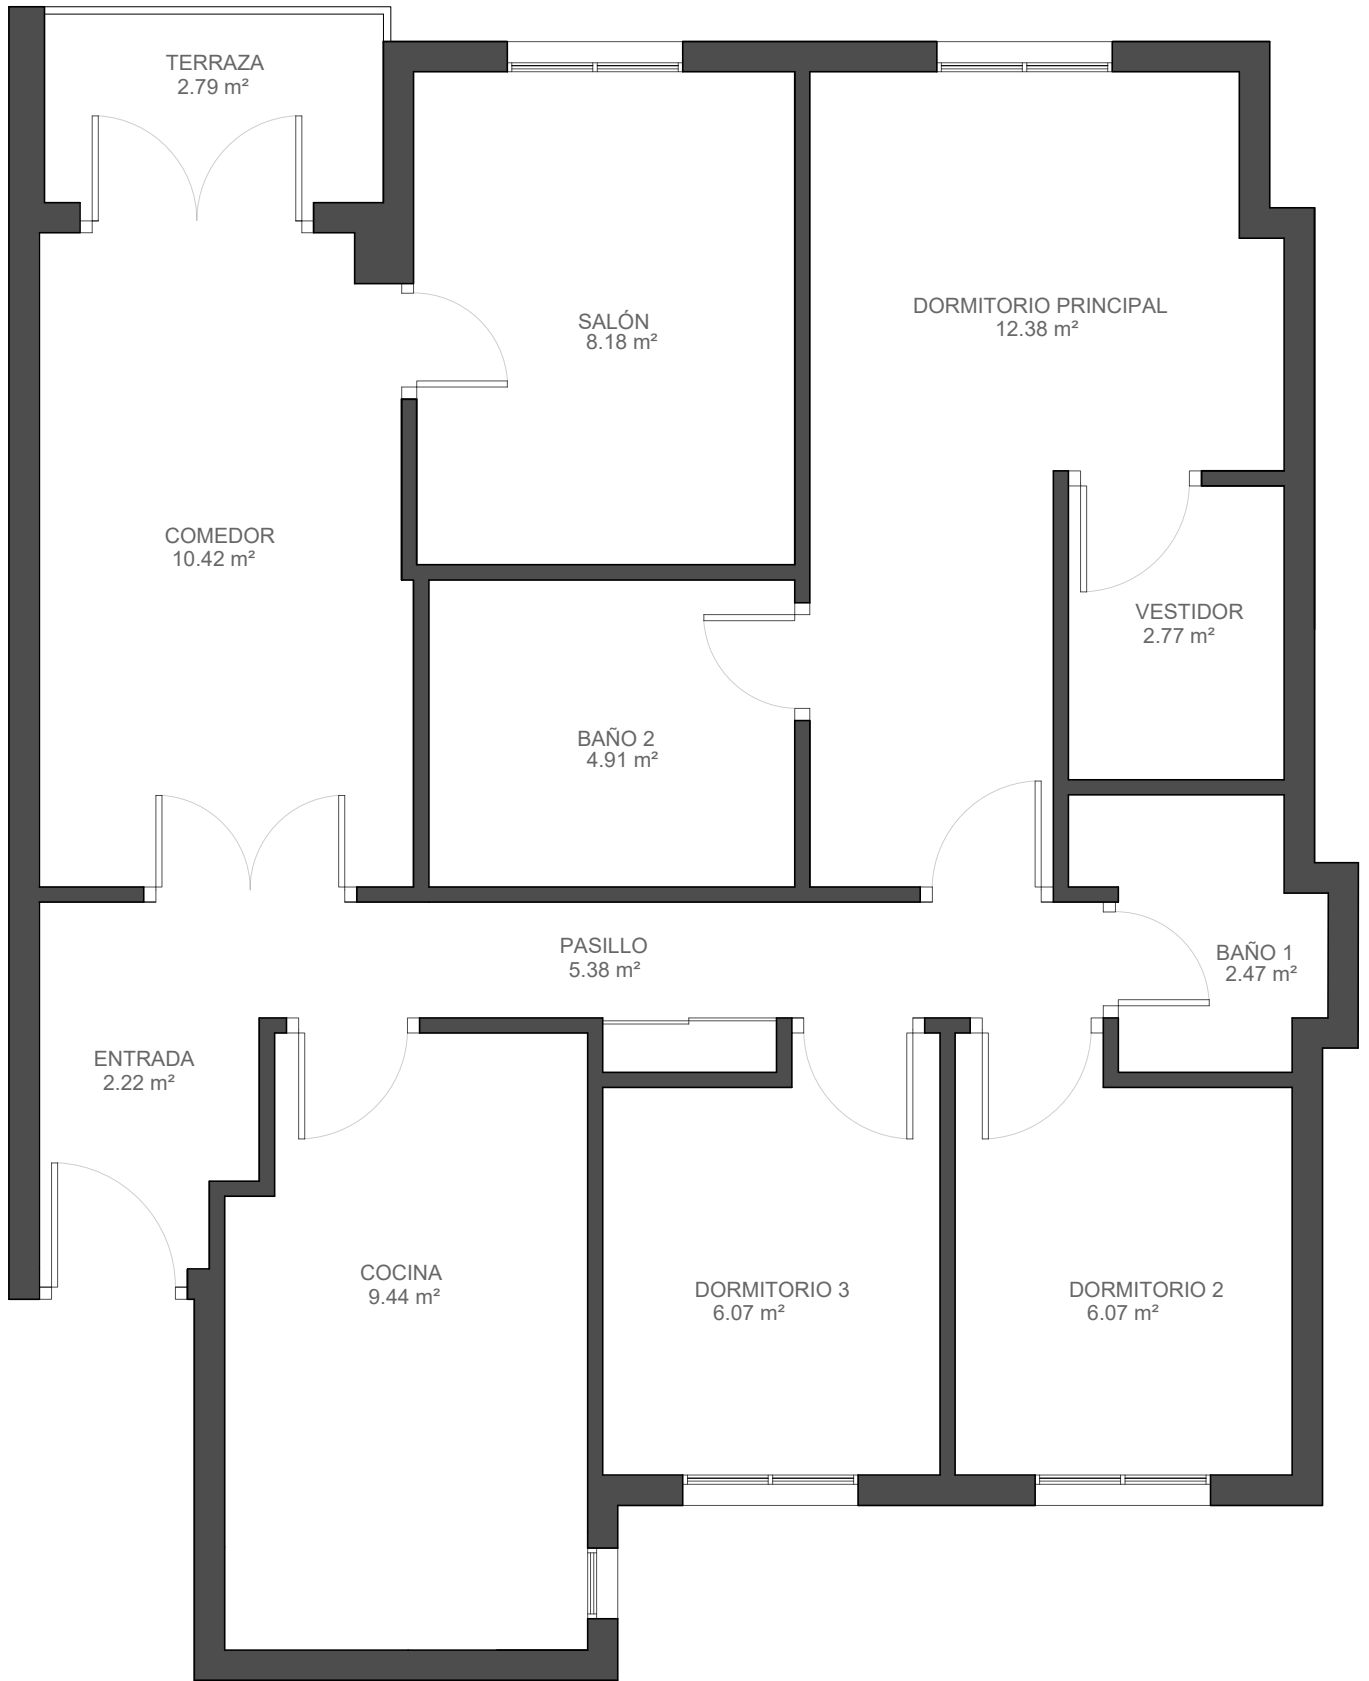 TERRAZA
2.79 m²
SALÓN
8.18 m²
DORMITORIO PRINCIPAL
12.38 m²
COMEDOR
10.42 m²
VESTIDOR
2.77 m²
BAÑO 2
4.91 m²
PASILLO
5.38 m²
BAÑO 1
2.47 m²
ENTRADA
2.22 m²
COCINA
9.44 m²
DORMITORIO 3
6.07 m²
DORMITORIO 2
6.07 m²